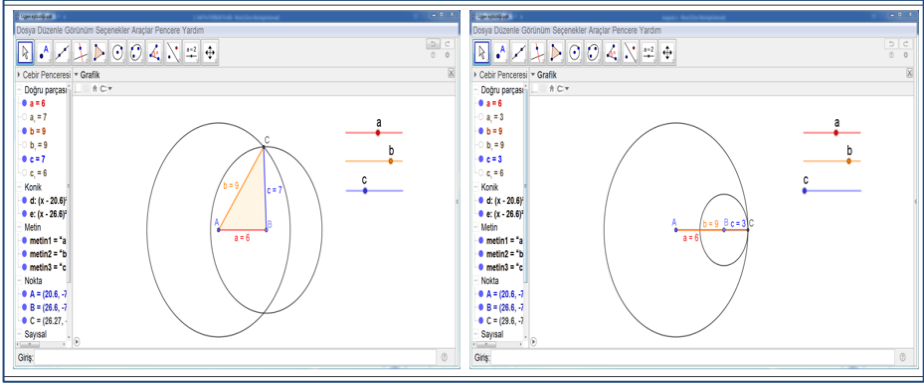 Dosya Düzenle Görünüm Seçenekler Araçlar Pencere Yardım
A
a=2
Cebir Penceresi
Grafik
Doğru parçası
a = 6
a₁ = 7
b = 9
b₁ = 9
c = 7
c₁ = 6
Konik
d: (x - 20.6)²
e: (x - 26.6)²
Metin
metin1 = "a
metin2 = "b
metin3 = "c
Nokta
A = (20.6, -7
B = (26.6, -7
C = (26.27, -
Sayısal
C
b = 9
c = 7
A
B
a = 6
a
b
c
Giriş:
Dosya Düzenle Görünüm Seçenekler Araçlar Pencere Yardım
A
a=2
Cebir Penceresi
Grafik
Doğru parçası
a = 6
a₁ = 3
b = 9
b₁ = 9
c = 3
c₁ = 6
Konik
d: (x - 20.6)²
e: (x - 26.6)²
Metin
metin1 = "a
metin2 = "b
metin3 = "c
Nokta
A = (20.6, -7
B = (26.6, -7
C = (29.6, -7
Sayısal
A
b = 9
B
c = 3
C
a = 6
a
b
c
Giriş: